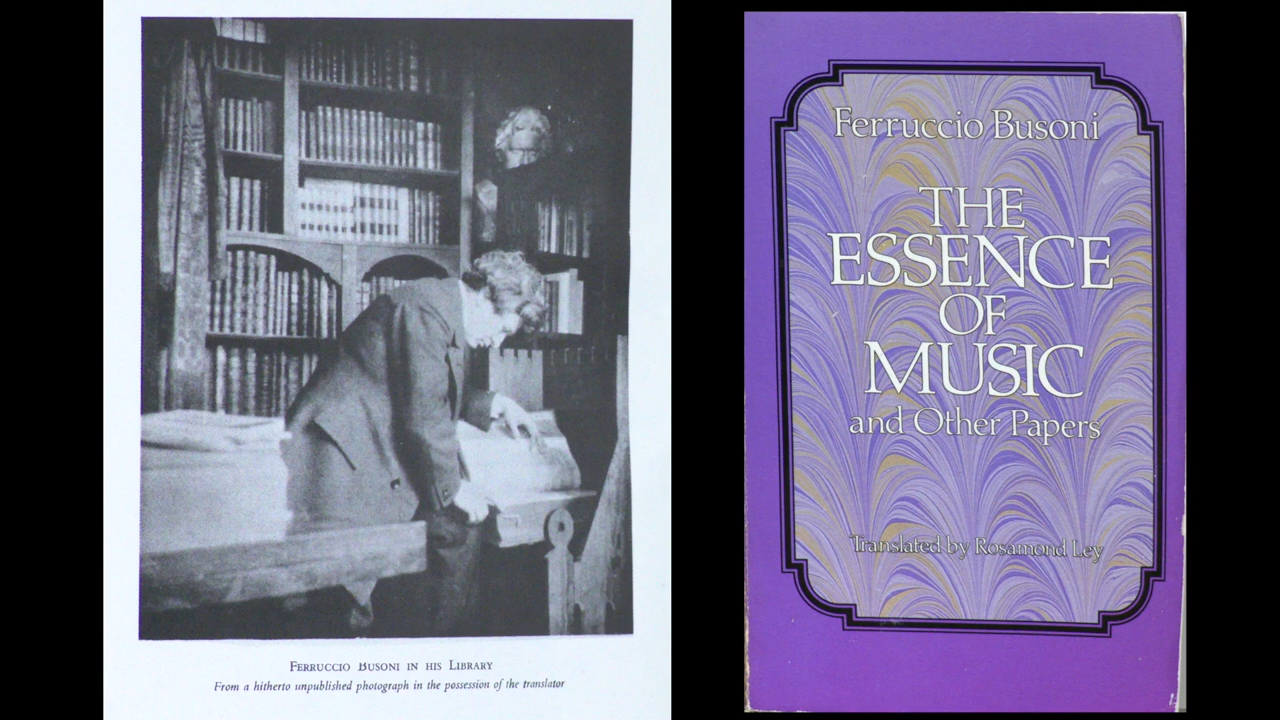 FERRUCCIO BUSONI IN HIS LIBRARY
From a hitherto unpublished photograph in the possession of the translator
Ferruccio Busoni
THE
ESSENCE
OF
MUSIC
and Other Papers
Translated by Rosamond Ley